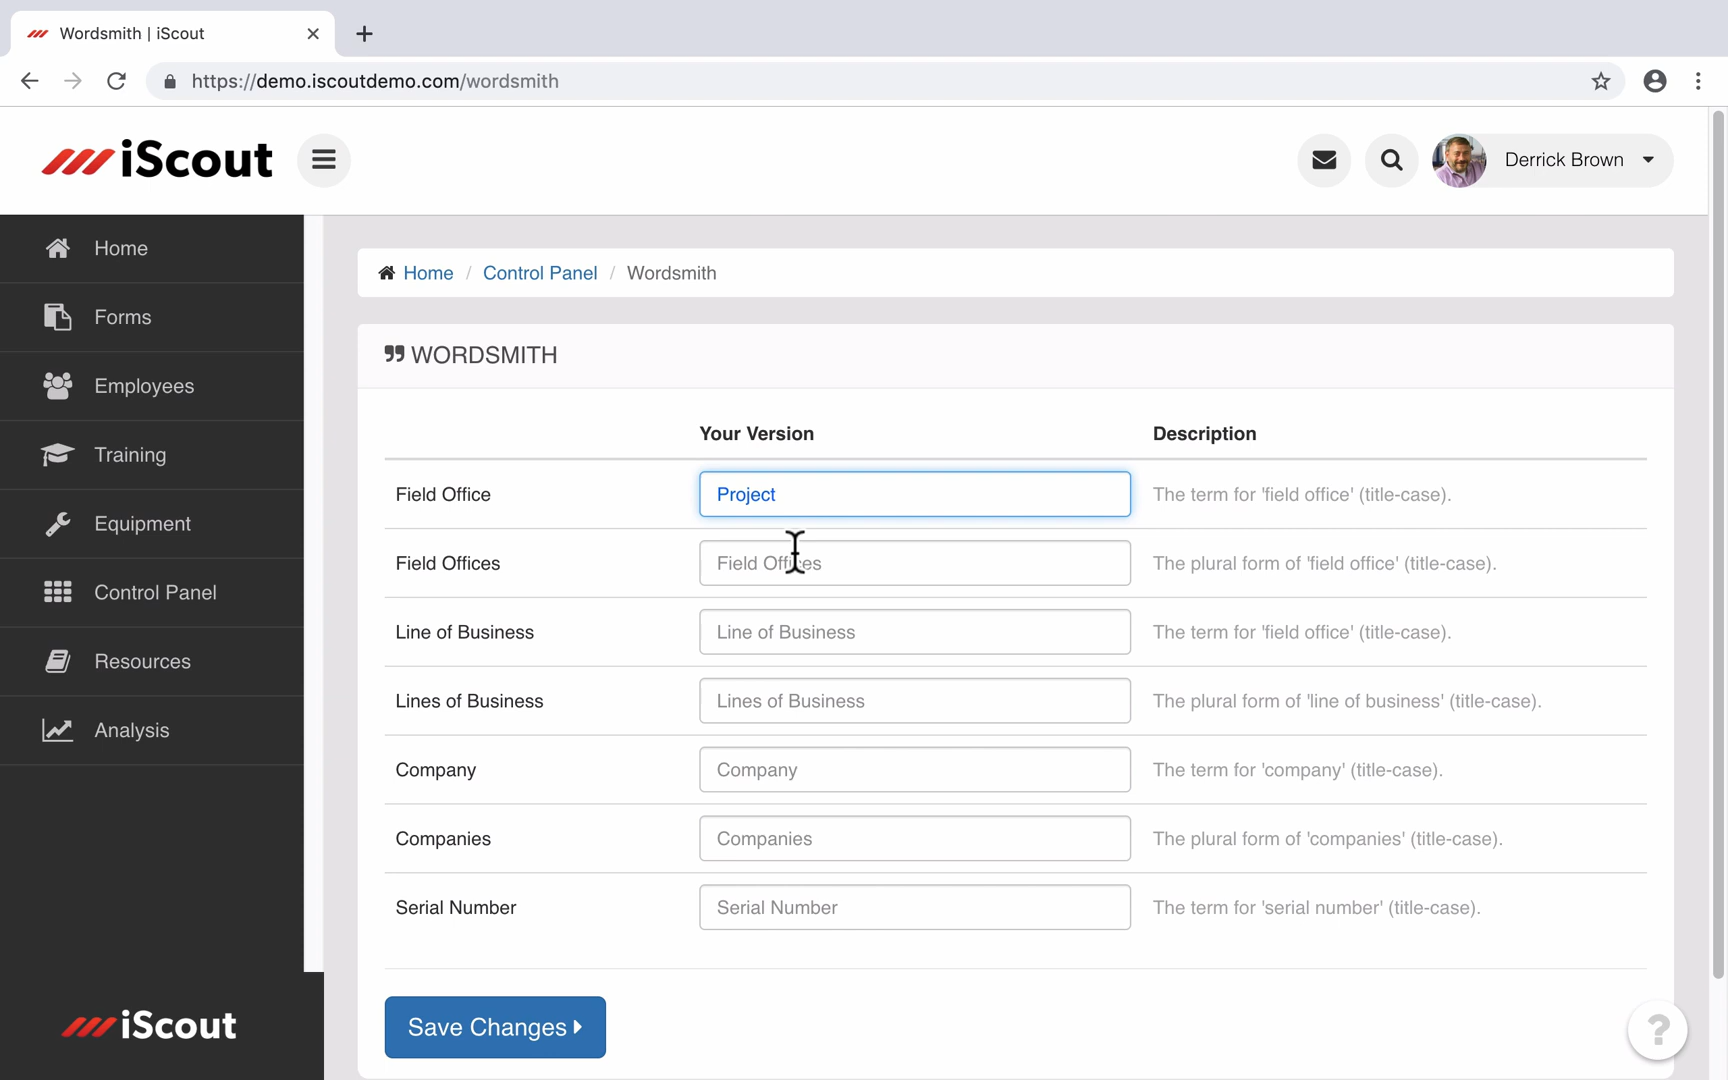 Wordsmith | iScout
https://demo.iscoutdemo.com/wordsmith
iScout
Derrick Brown
Home
Forms
Employees
Training
Equipment
Control Panel
Resources
Analysis
iScout
Home / Control Panel / Wordsmith
WORDSMITH
Your Version Description
Field Office Project The term for 'field office' (title-case).
Field Offices Field Offices The plural form of 'field office' (title-case).
Line of Business Line of Business The term for 'field office' (title-case).
Lines of Business Lines of Business The plural form of 'line of business' (title-case).
Company Company The term for 'company' (title-case).
Companies Companies The plural form of 'companies' (title-case).
Serial Number Serial Number The term for 'serial number' (title-case).
Save Changes
?